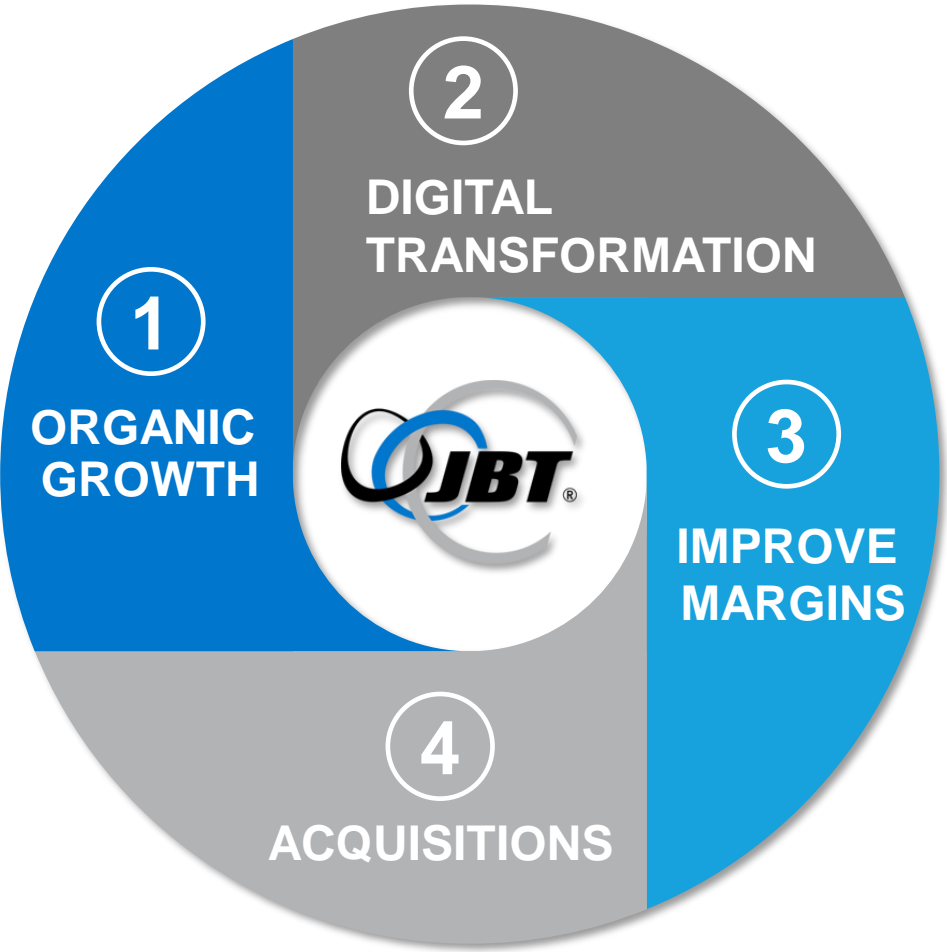 1
ORGANIC
GROWTH
2
DIGITAL
TRANSFORMATION
3
IMPROVE
MARGINS
4
ACQUISITIONS
JBT®